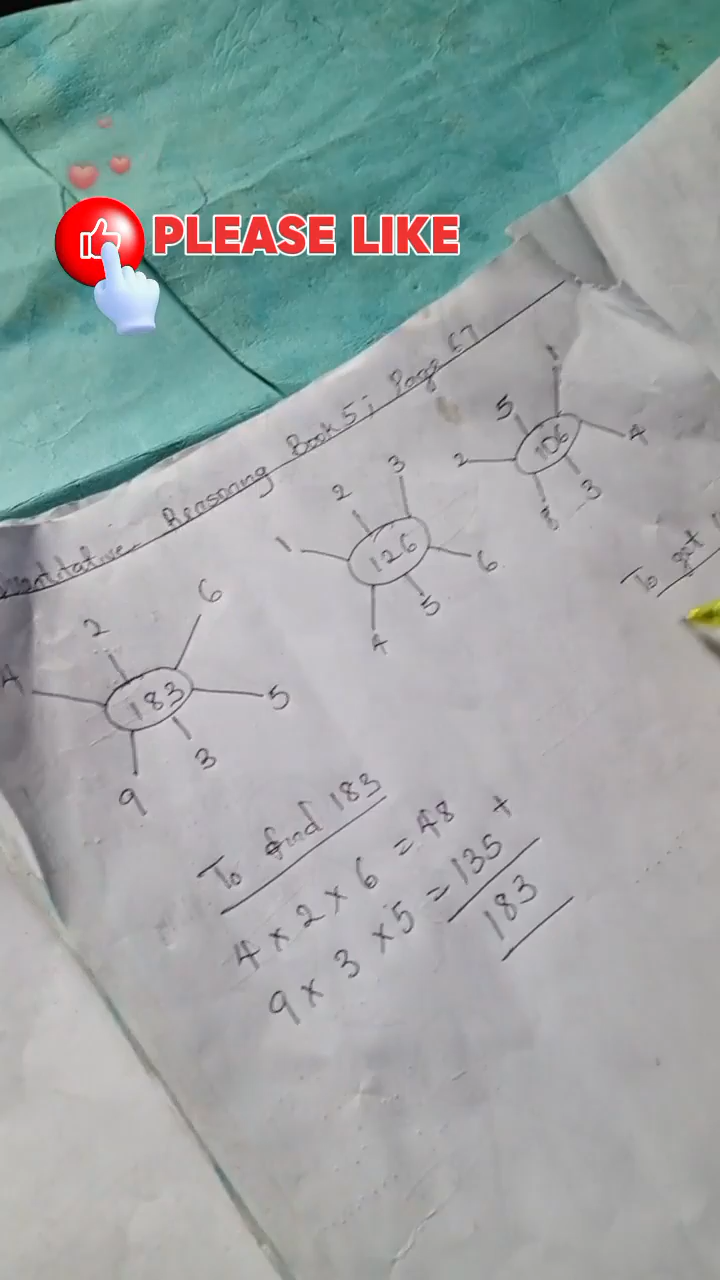 PLEASE LIKE
Quantitative Reasoning Book 5; Page 67
4 2 6
183
9 3 5
1 2 3
126
4 5 6
2 5
106
3 4
To find 183
4 x 2 x 6 = 48
9 x 3 x 5 = 135 +
183
To get